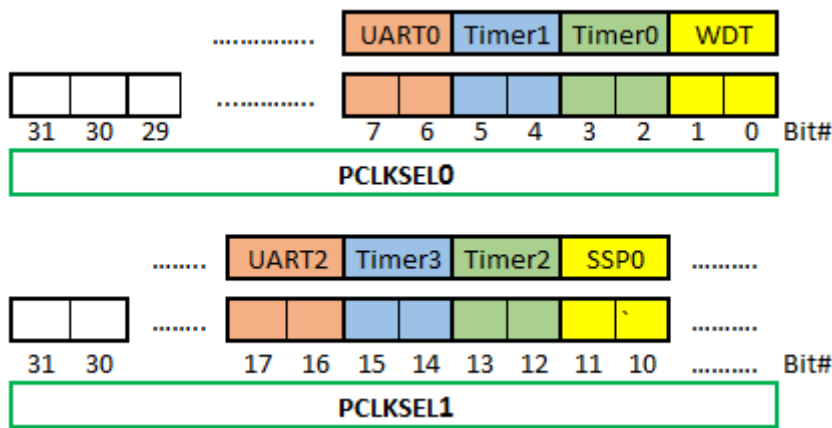 .............. UART0 Timer1 Timer0 WDT
..............
31 30 29 7 6 5 4 3 2 1 0 Bit#
PCLKSEL0
........ UART2 Timer3 Timer2 SSP0 ..........
........ ` ..........
31 30 17 16 15 14 13 12 11 10 .......... Bit#
PCLKSEL1